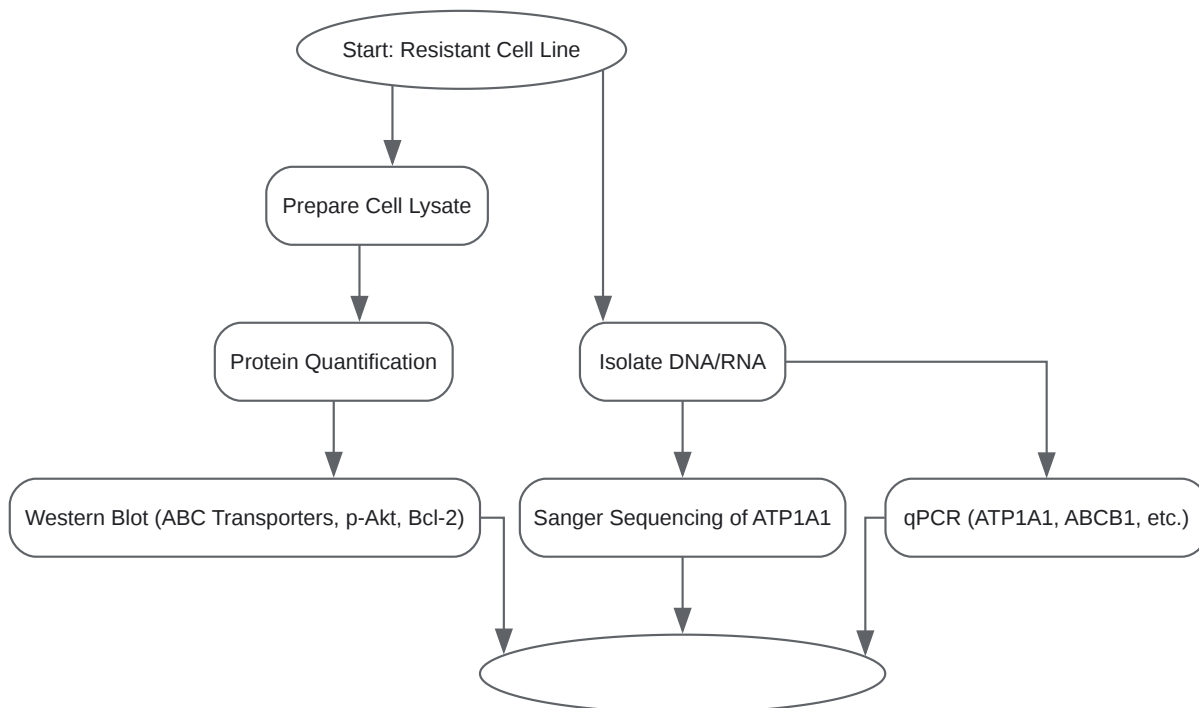 Start: Resistant Cell Line
Prepare Cell Lysate
Protein Quantification
Isolate DNA/RNA
Western Blot (ABC Transporters, p-Akt, Bcl-2)
Sanger Sequencing of ATP1A1
qPCR (ATP1A1, ABCB1, etc.)